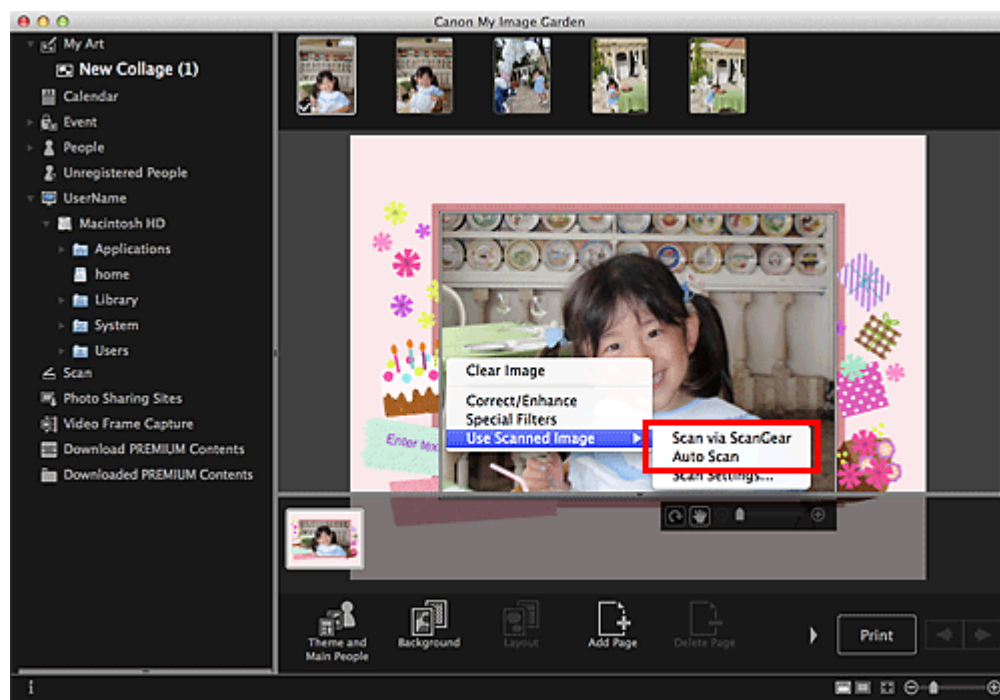 Canon My Image Garden
My Art
New Collage (1)
Calendar
Event
People
Unregistered People
UserName
Macintosh HD
Applications
home
Library
System
Users
Scan
Photo Sharing Sites
Video Frame Capture
Download PREMIUM Contents
Downloaded PREMIUM Contents
Enter tex
Clear Image
Correct/Enhance
Special Filters
Use Scanned Image
Scan via ScanGear
Auto Scan
Scan Settings...
Theme and
Main People
Background
Layout
Add Page
Delete Page
Print
i